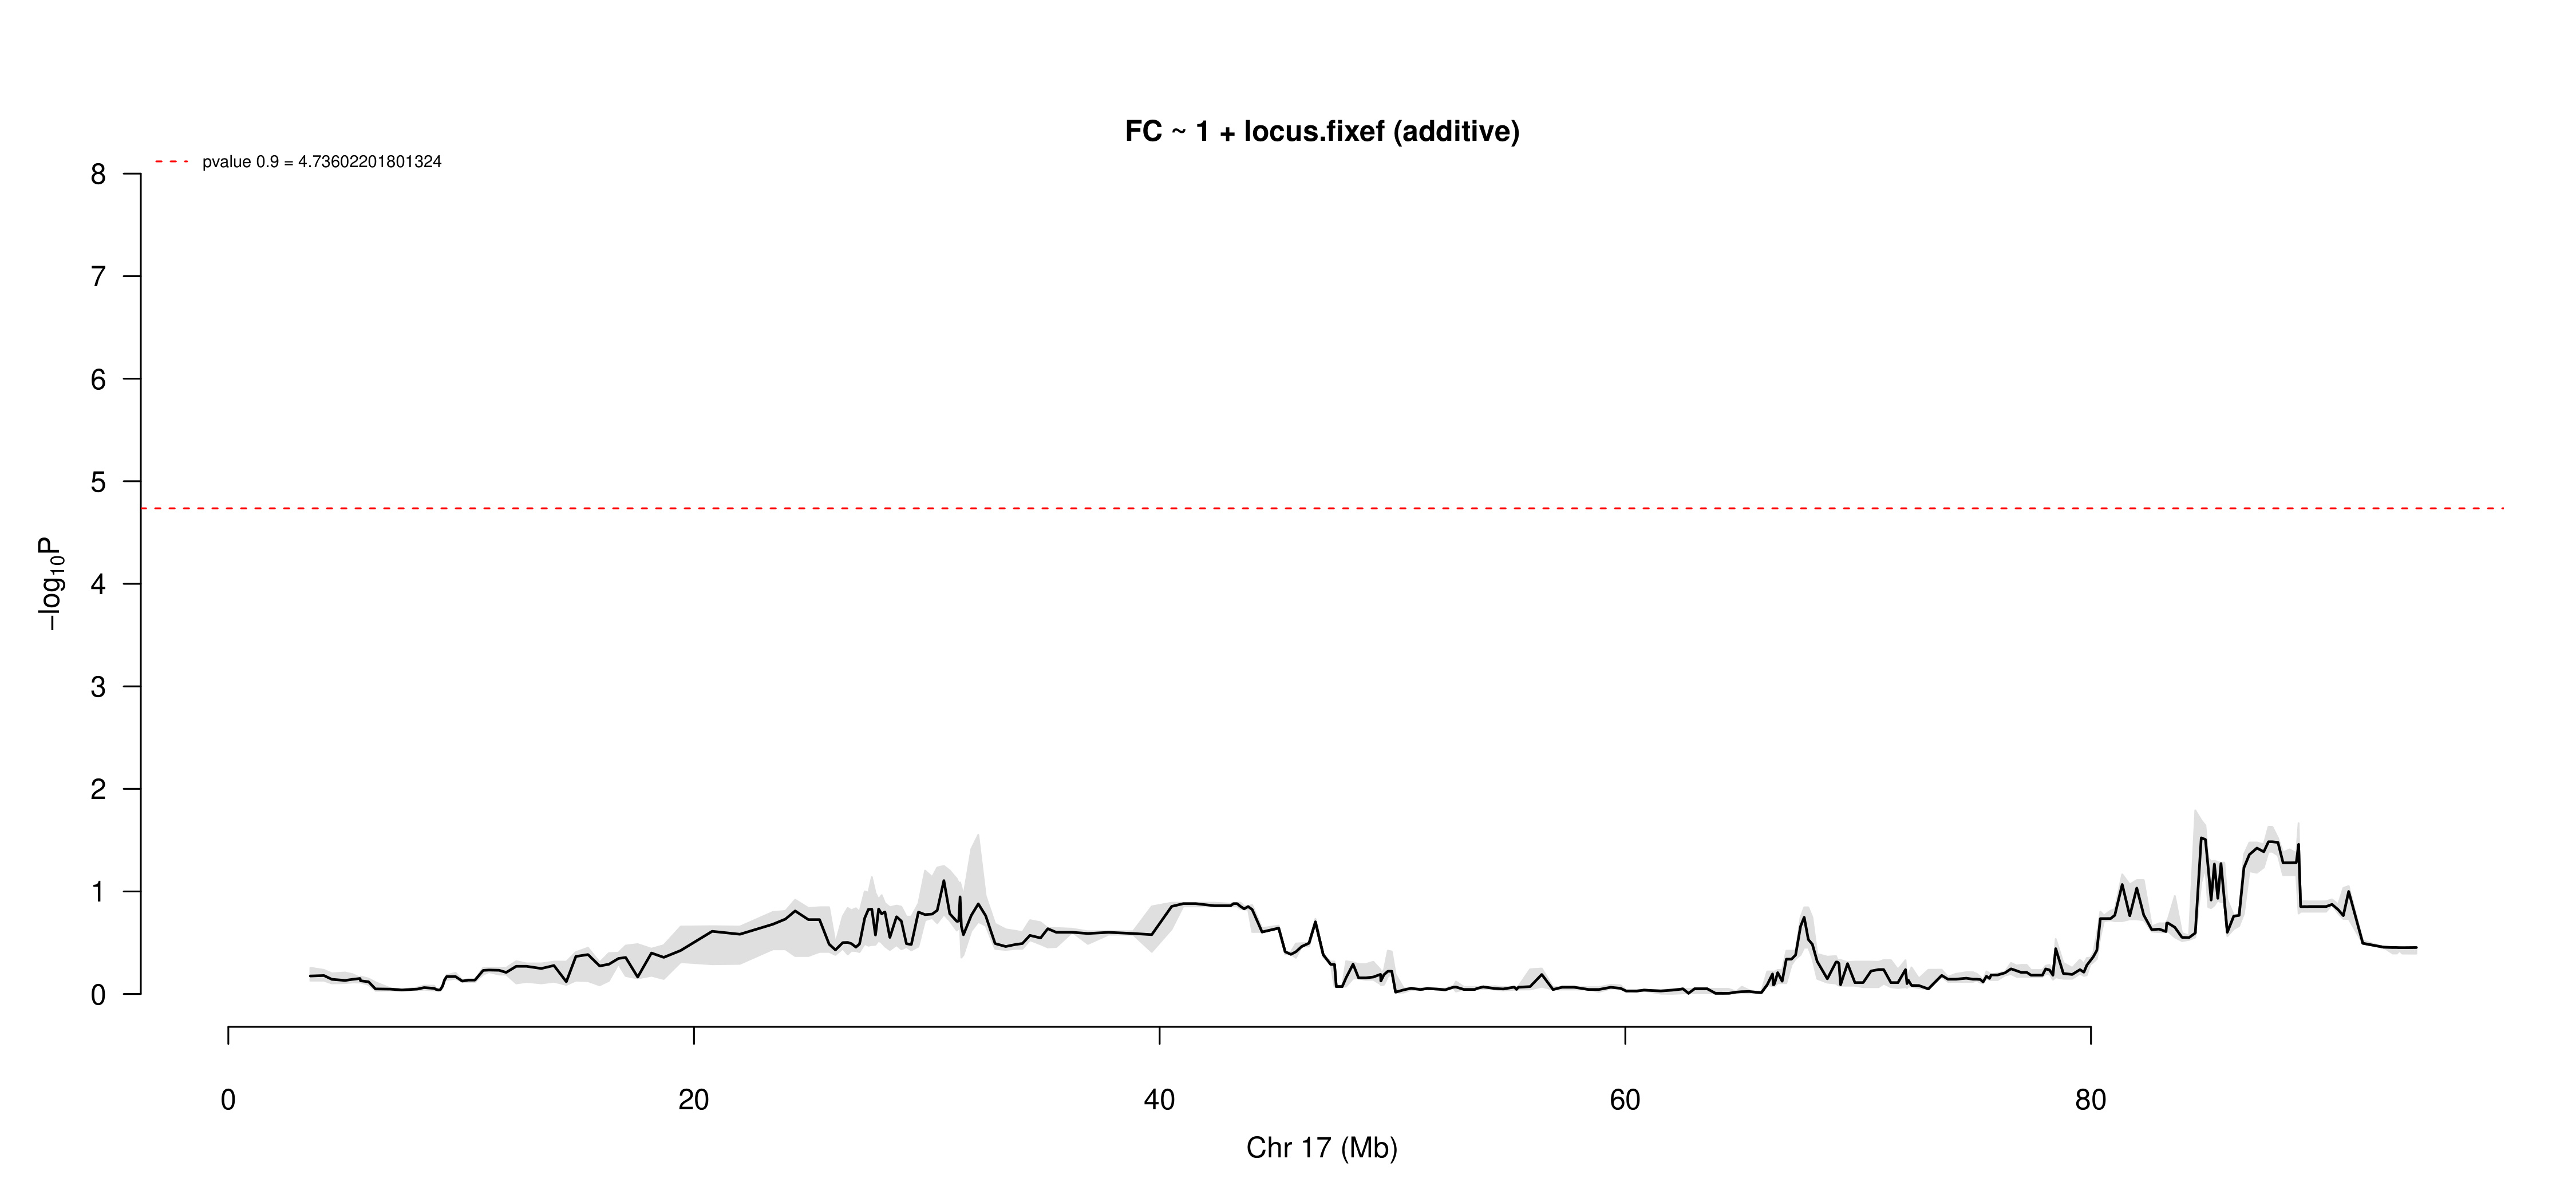 FC ~ 1 + locus.fixef (additive)
pvalue 0.9 = 4.73602201801324
8
7
6
5
4
3
2
1
0
−log10P
0 20 40 60 80
Chr 17 (Mb)